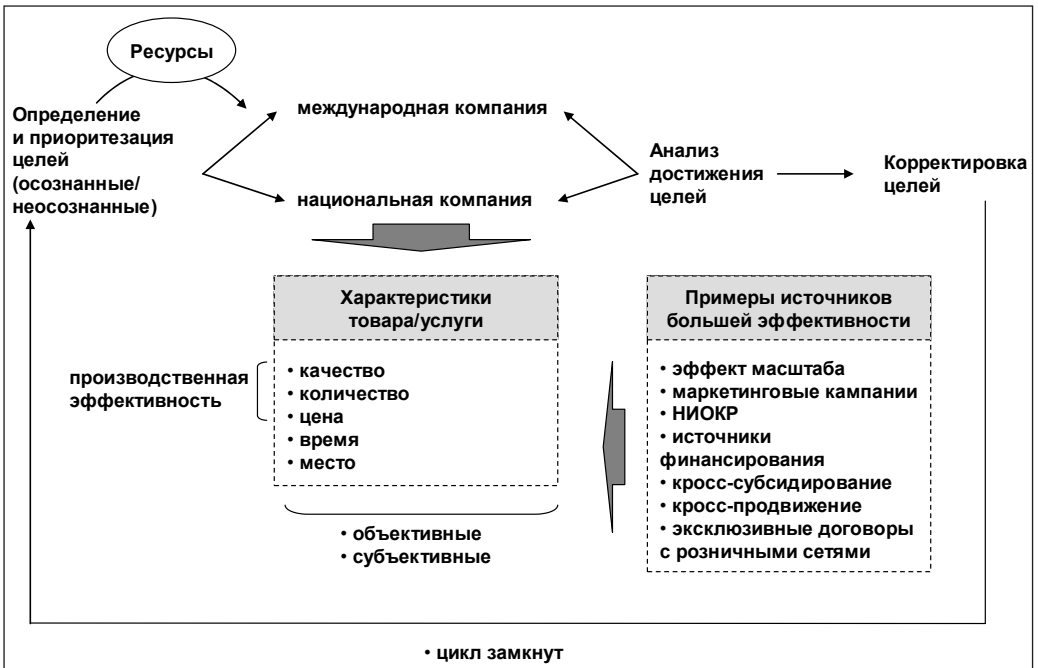 Ресурсы
Определение
и приоритезация
целей
(осознанные/
неосознанные)
международная компания
национальная компания
Анализ
достижения
целей
Корректировка
целей
Характеристики
товара/услуги
• качество
• количество
• цена
• время
• место
производственная
эффективность
• объективные
• субъективные
Примеры источников
большей эффективности
• эффект масштаба
• маркетинговые кампании
• НИОКР
• источники
финансирования
• кросс-субсидирование
• кросс-продвижение
• эксклюзивные договоры
с розничными сетями
• цикл замкнут